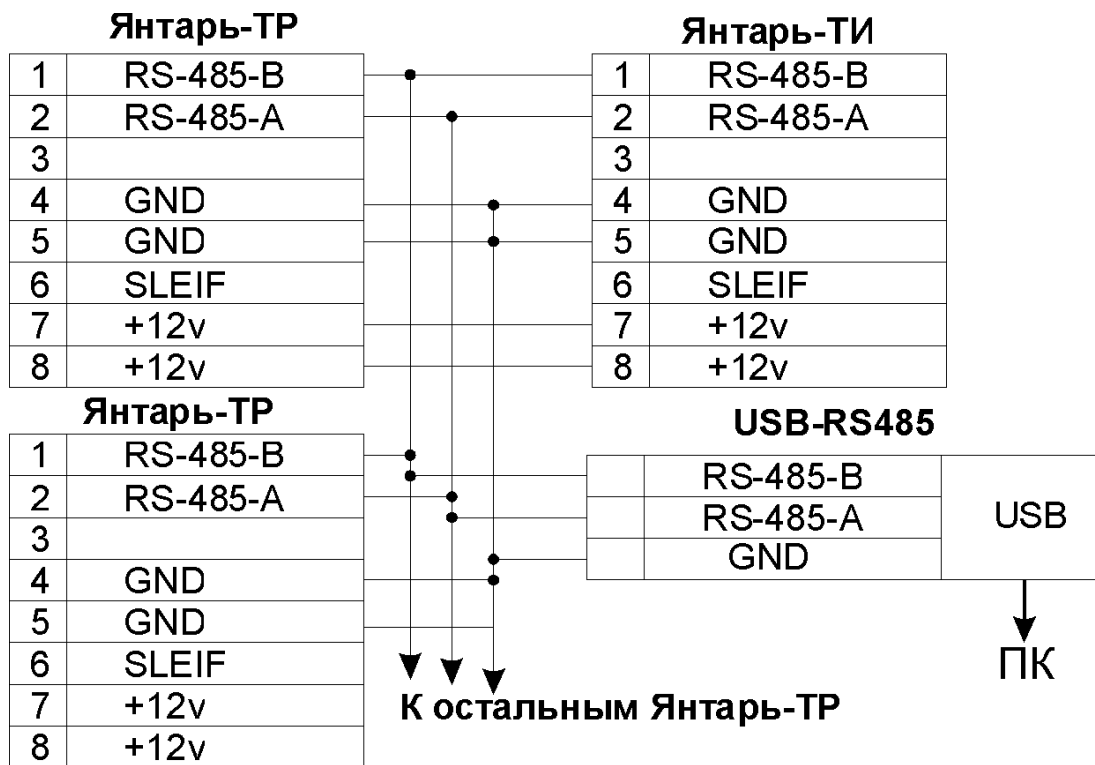 Янтарь-ТР
1 RS-485-B
2 RS-485-A
3
4 GND
5 GND
6 SLEIF
7 +12v
8 +12v
Янтарь-ТИ
1 RS-485-B
2 RS-485-A
3
4 GND
5 GND
6 SLEIF
7 +12v
8 +12v
Янтарь-ТР
1 RS-485-B
2 RS-485-A
3
4 GND
5 GND
6 SLEIF
7 +12v
8 +12v
USB-RS485
RS-485-B
RS-485-A
GND
USB
ПК
К остальным Янтарь-ТР